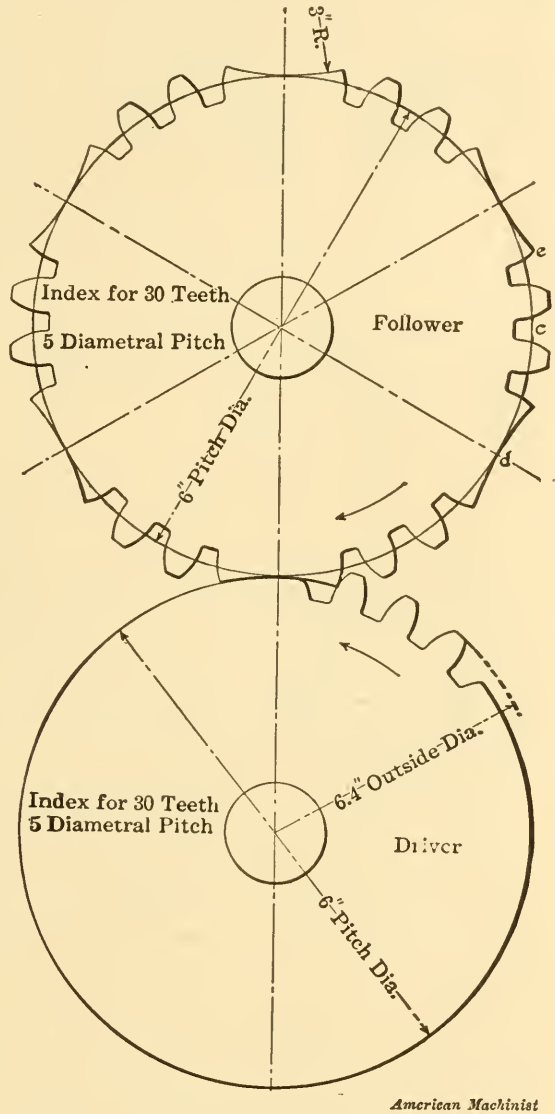 3" R.
e
Index for 30 Teeth
Follower
c
5 Diametral Pitch
6" Pitch Dia.
d
6.4" Outside Dia.
Index for 30 Teeth
5 Diametral Pitch
Driver
6" Pitch Dia.
American Machinist